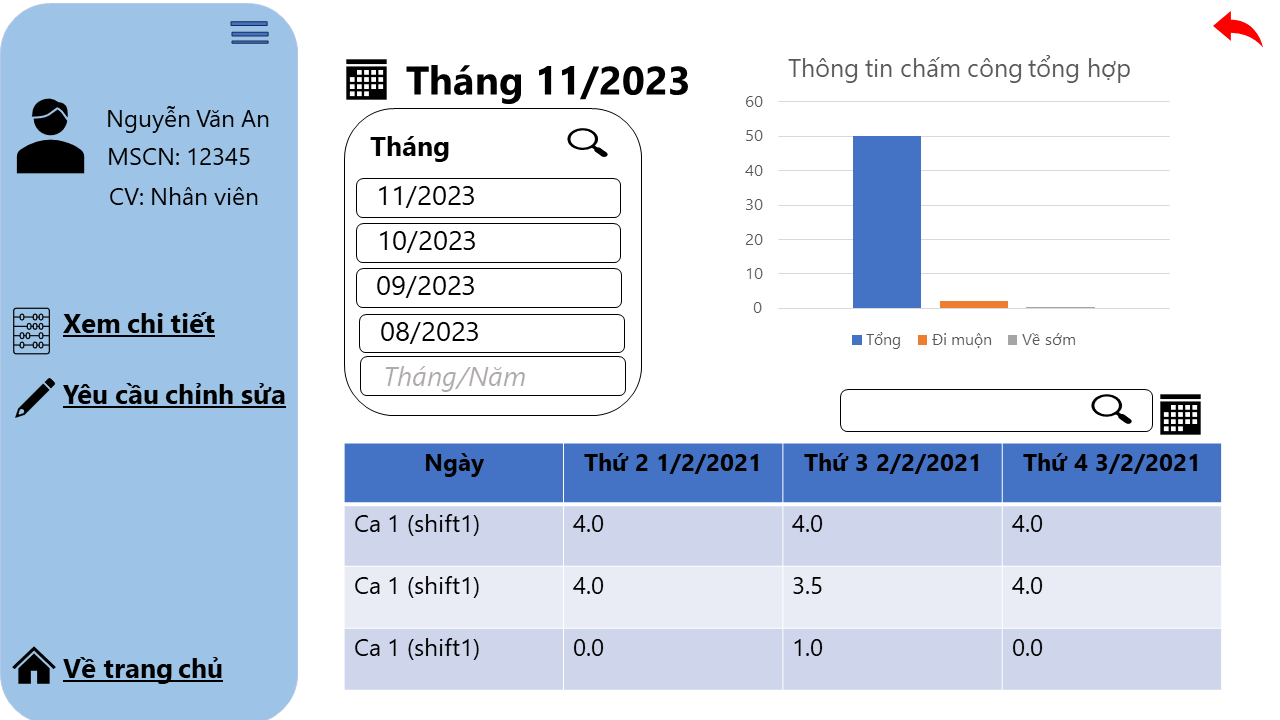 Nguyễn Văn An
MSCN: 12345
CV: Nhân viên
Xem chi tiết
Yêu cầu chỉnh sửa
Về trang chủ
Tháng 11/2023
Tháng
11/2023
10/2023
09/2023
08/2023
Tháng/Năm
Thông tin chấm công tổng hợp
60
50
40
30
20
10
0
Tổng Đi muộn Về sớm
Ngày Thứ 2 1/2/2021 Thứ 3 2/2/2021 Thứ 4 3/2/2021
Ca 1 (shift1) 4.0 4.0 4.0
Ca 1 (shift1) 4.0 3.5 4.0
Ca 1 (shift1) 0.0 1.0 0.0